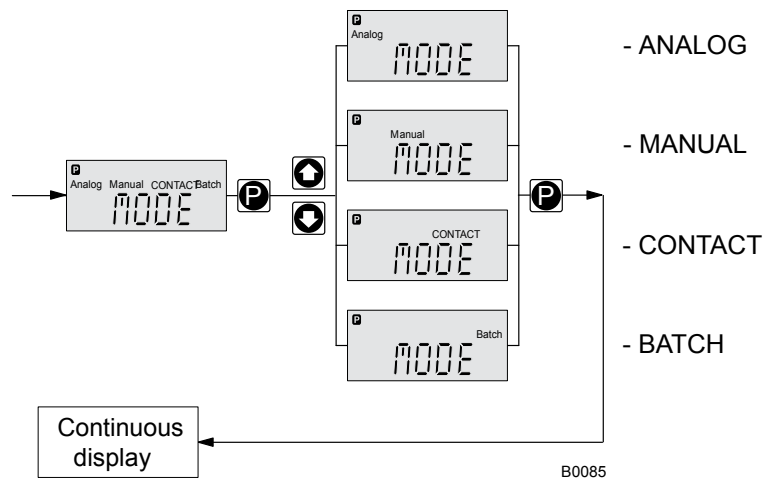 P
Analog
MODE
- ANALOG
P
Manual
MODE
- MANUAL
P
Analog Manual CONTACT Batch
MODE
P
P
P
CONTACT
MODE
- CONTACT
P
Batch
MODE
- BATCH
Continuous
display
B0085